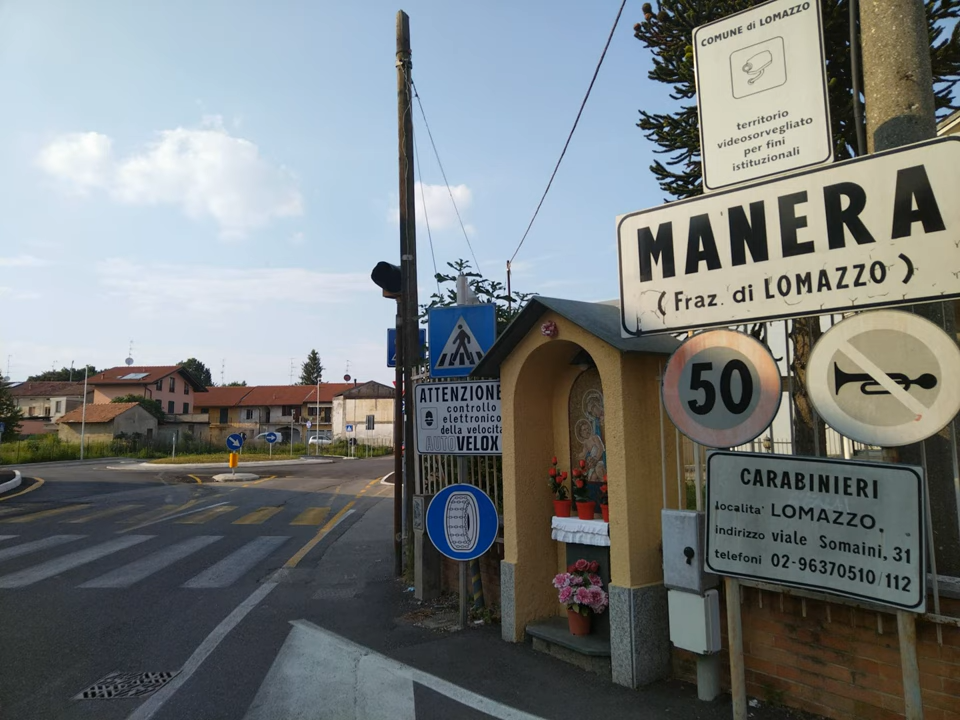 COMUNE di LOMAZZO
territorio
videosorvegliato
per fini
istituzionali
MANERA
(Fraz. di LOMAZZO)
50
ATTENZIONE
controllo
elettronico
della velocità
AUTOVELOX
CARABINIERI
località LOMAZZO.
indirizzo viale Somaini, 31
telefoni 02-96370510/112